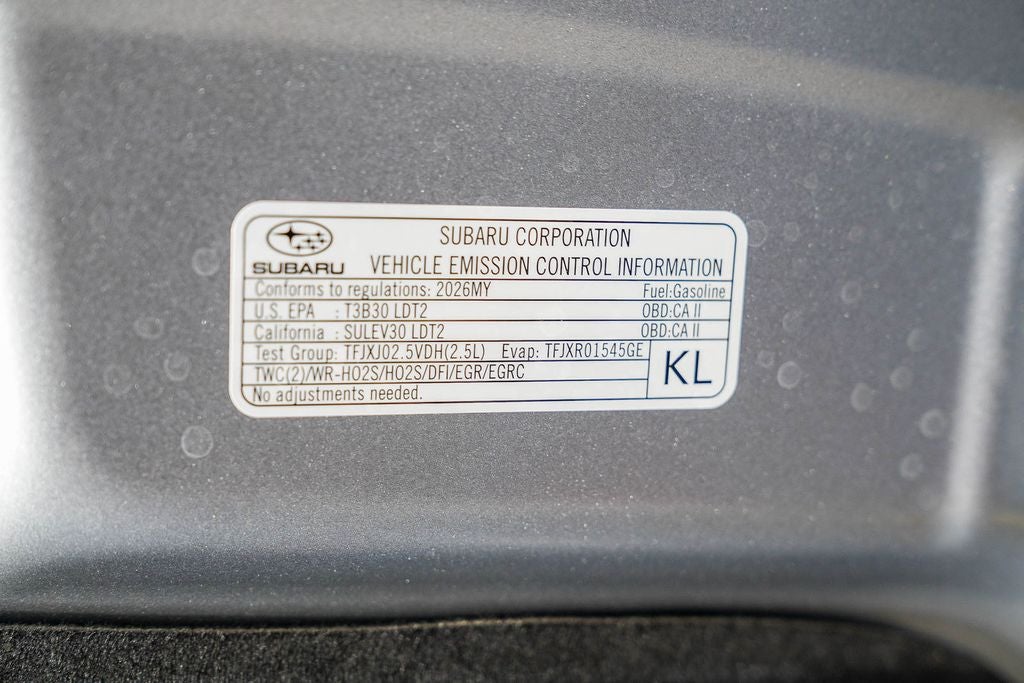 SUBARU CORPORATION
SUBARU VEHICLE EMISSION CONTROL INFORMATION
Conforms to regulations: 2026MY Fuel:Gasoline
U.S. EPA : T3B30 LDT2 OBD:CA II
California : SULEV30 LDT2 OBD:CA II
Test Group: TFJXJ02.5VDH(2.5L) Evap: TFJXR01545GE
TWC(2)/WR-HO2S/HO2S/DFI/EGR/EGRC
KL
No adjustments needed.